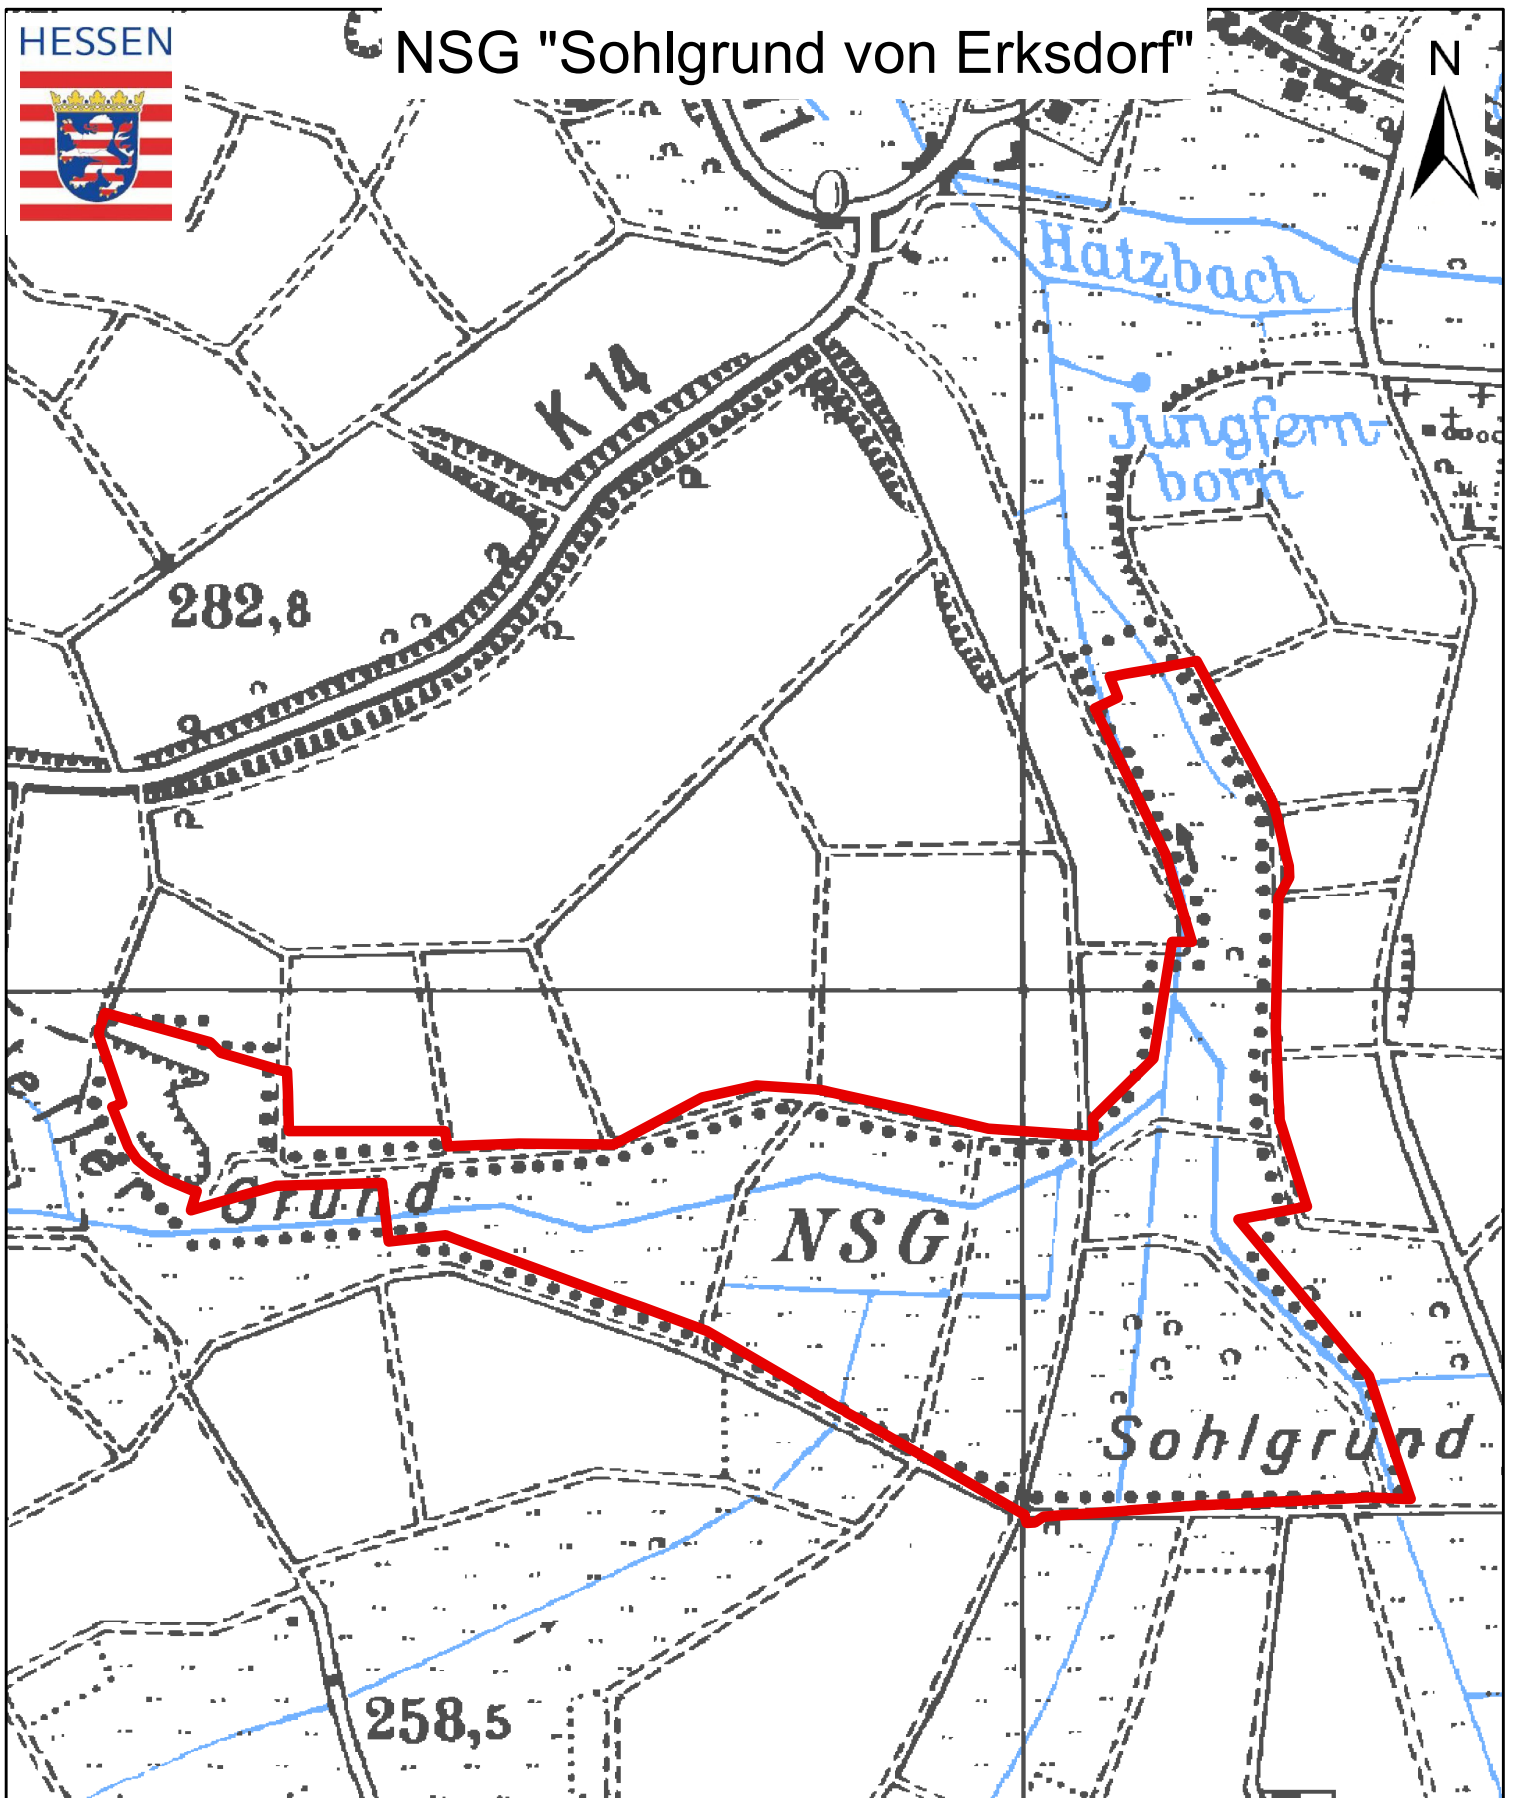 HESSEN
NSG "Sohlgrund von Erksdorf"
N
Hatzbach
K 14
Jungfern-
born
282,8
Grund
NSG
Sohlgrund
258,5